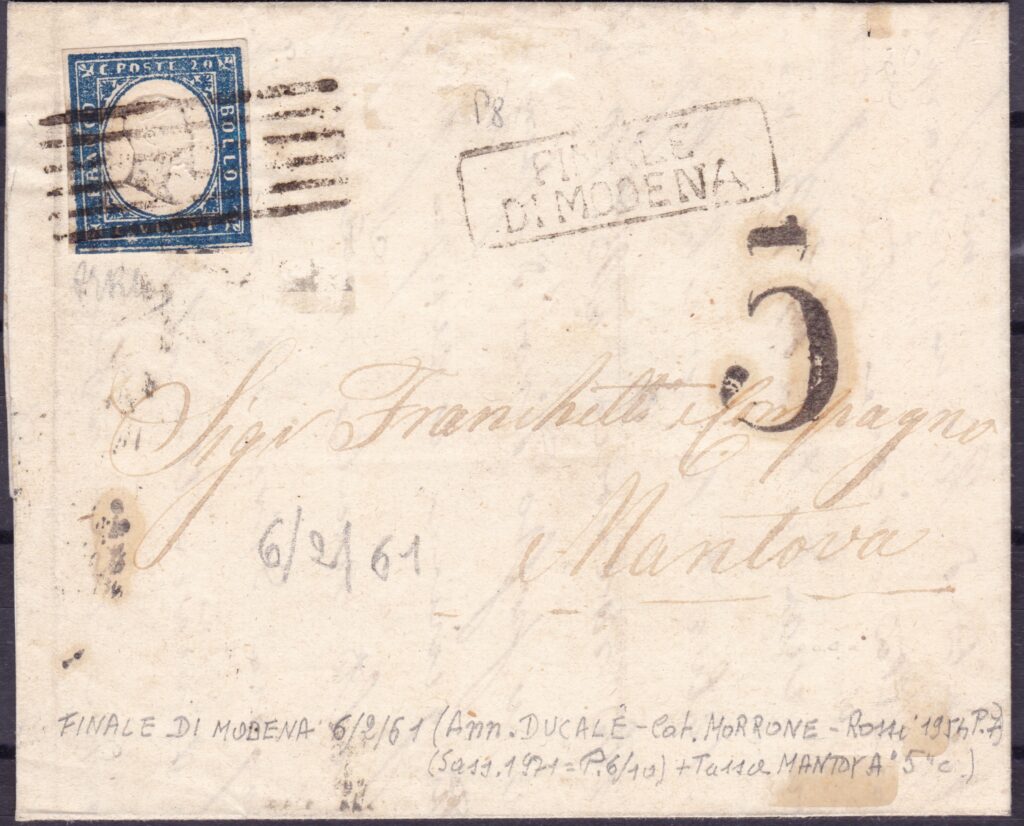 C. POSTE 20
FRANCO
BOLLO
P8
FINALE
DI MODENA
5
Sigi Franchetti e Compagno
Mantova
6/2/61
FINALE DI MODENA 6/2/61 (Ann. DUCALE - Cat. MORRONE - Rossi 1954 P.7)
(Sass. 1971 = P. 6/10) + Tassa MANTOVA "5" c.)